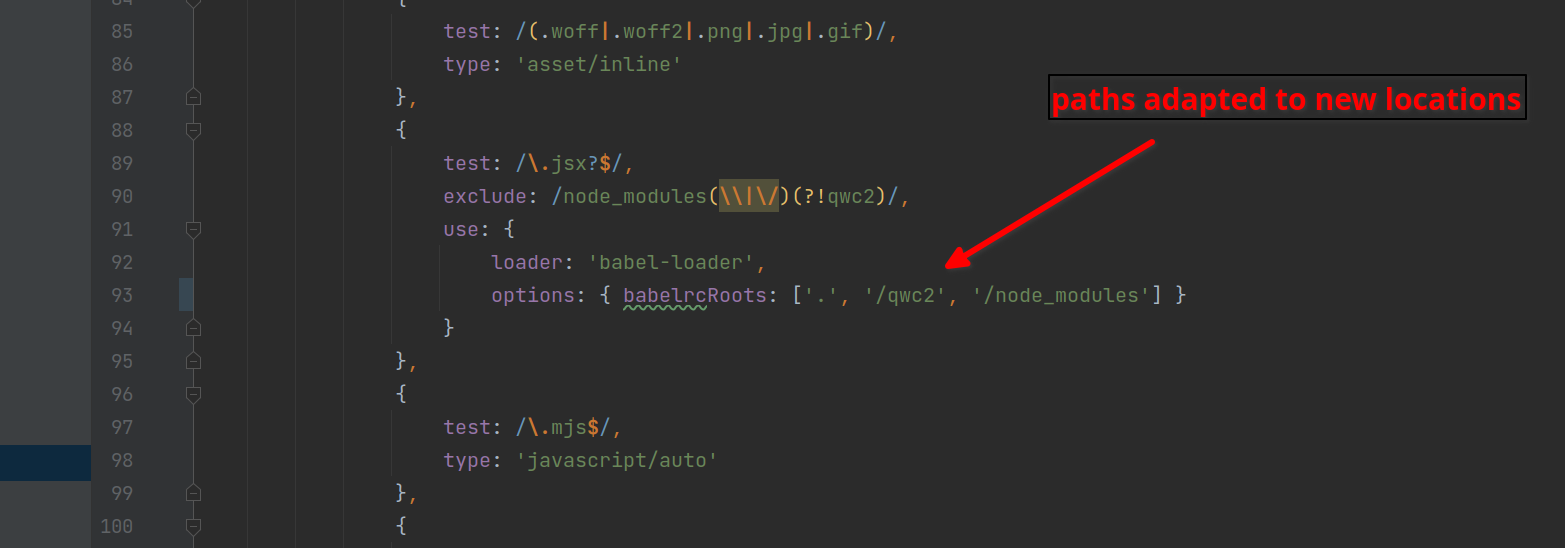 84 {
85 test: /(.woff|.woff2|.png|.jpg|.gif)/,
86 type: 'asset/inline'
87 },
paths adapted to new locations
88 {
89 test: /\.jsx?$/,
90 exclude: /node_modules(\\|\/)(?!qwc2)/,
91 use: {
92 loader: 'babel-loader',
93 options: { babelrcRoots: ['.', '/qwc2', '/node_modules'] }
94 }
95 },
96 {
97 test: /\.mjs$/,
98 type: 'javascript/auto'
99 },
100 {